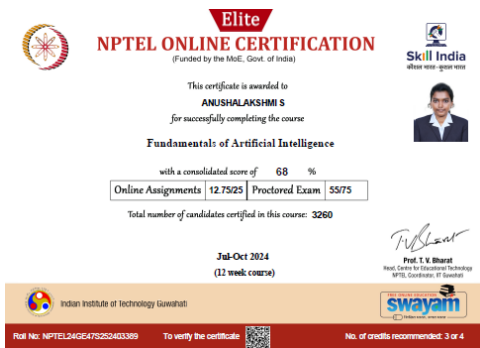 Elite
NPTEL ONLINE CERTIFICATION
(Funded by the MoE, Govt. of India)
Skill India
कौशल भारत - कुशल भारत
This certificate is awarded to
ANUSHALAKSHMI S
for successfully completing the course
Fundamentals of Artificial Intelligence
with a consolidated score of 68 %
Online Assignments 12.75/25 Proctored Exam 55/75
Total number of candidates certified in this course: 3260
Jul-Oct 2024
(12 week course)
Prof. T. V. Bharat
Head, Centre for Educational Technology
NPTEL Coordinator, IIT Guwahati
Indian Institute of Technology Guwahati
FREE ONLINE EDUCATION
swayam
Roll No: NPTEL24GE47S252403389 To verify the certificate No. of credits recommended: 3 or 4